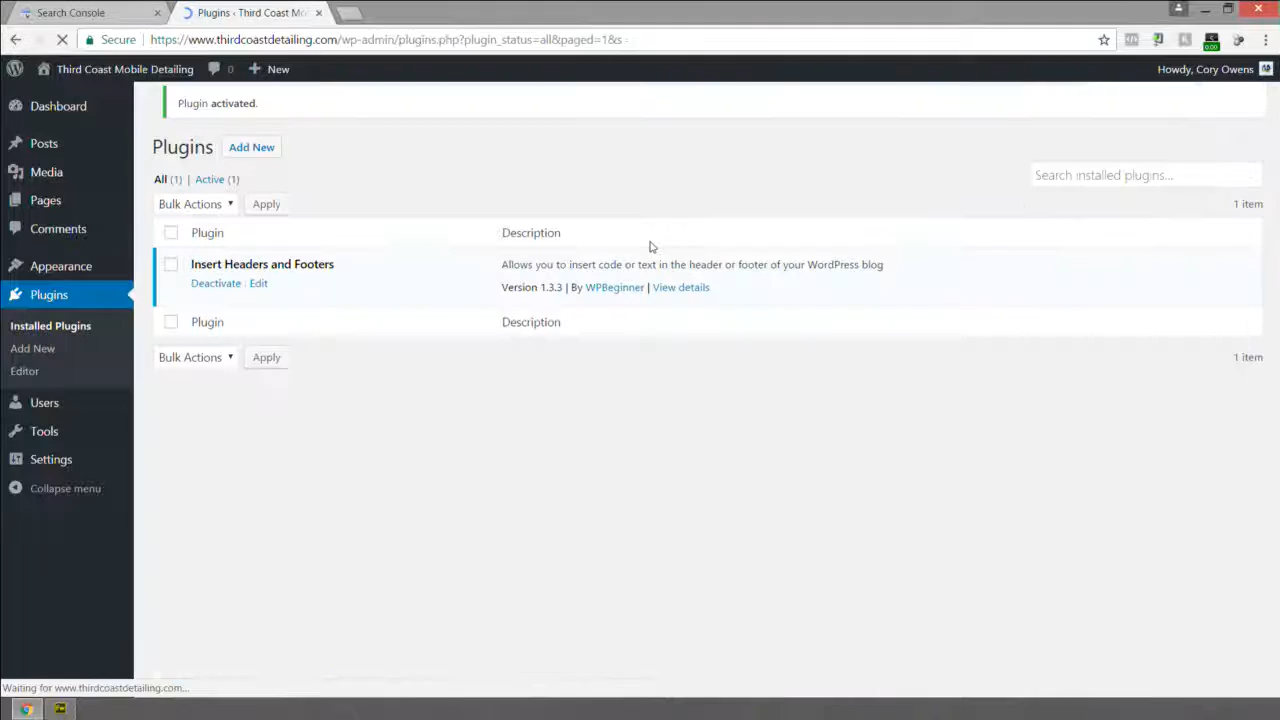 Search Console
Plugins ‹ Third Coast Mo
Secure
https://www.thirdcoastdetailing.com/wp-admin/plugins.php?plugin_status=all&paged=1&s
0:00
Third Coast Mobile Detailing
0
New
Howdy, Cory Owens
Dashboard
Posts
Media
Pages
Comments
Appearance
Plugins
Installed Plugins
Add New
Editor
Users
Tools
Settings
Collapse menu
Plugin activated.
Plugins
Add New
All (1) | Active (1)
Search installed plugins...
Bulk Actions
Apply
1 item
Plugin
Description
Insert Headers and Footers
Allows you to insert code or text in the header or footer of your WordPress blog
Deactivate | Edit
Version 1.3.3 | By WPBeginner | View details
Plugin
Description
Bulk Actions
Apply
1 item
Waiting for www.thirdcoastdetailing.com...